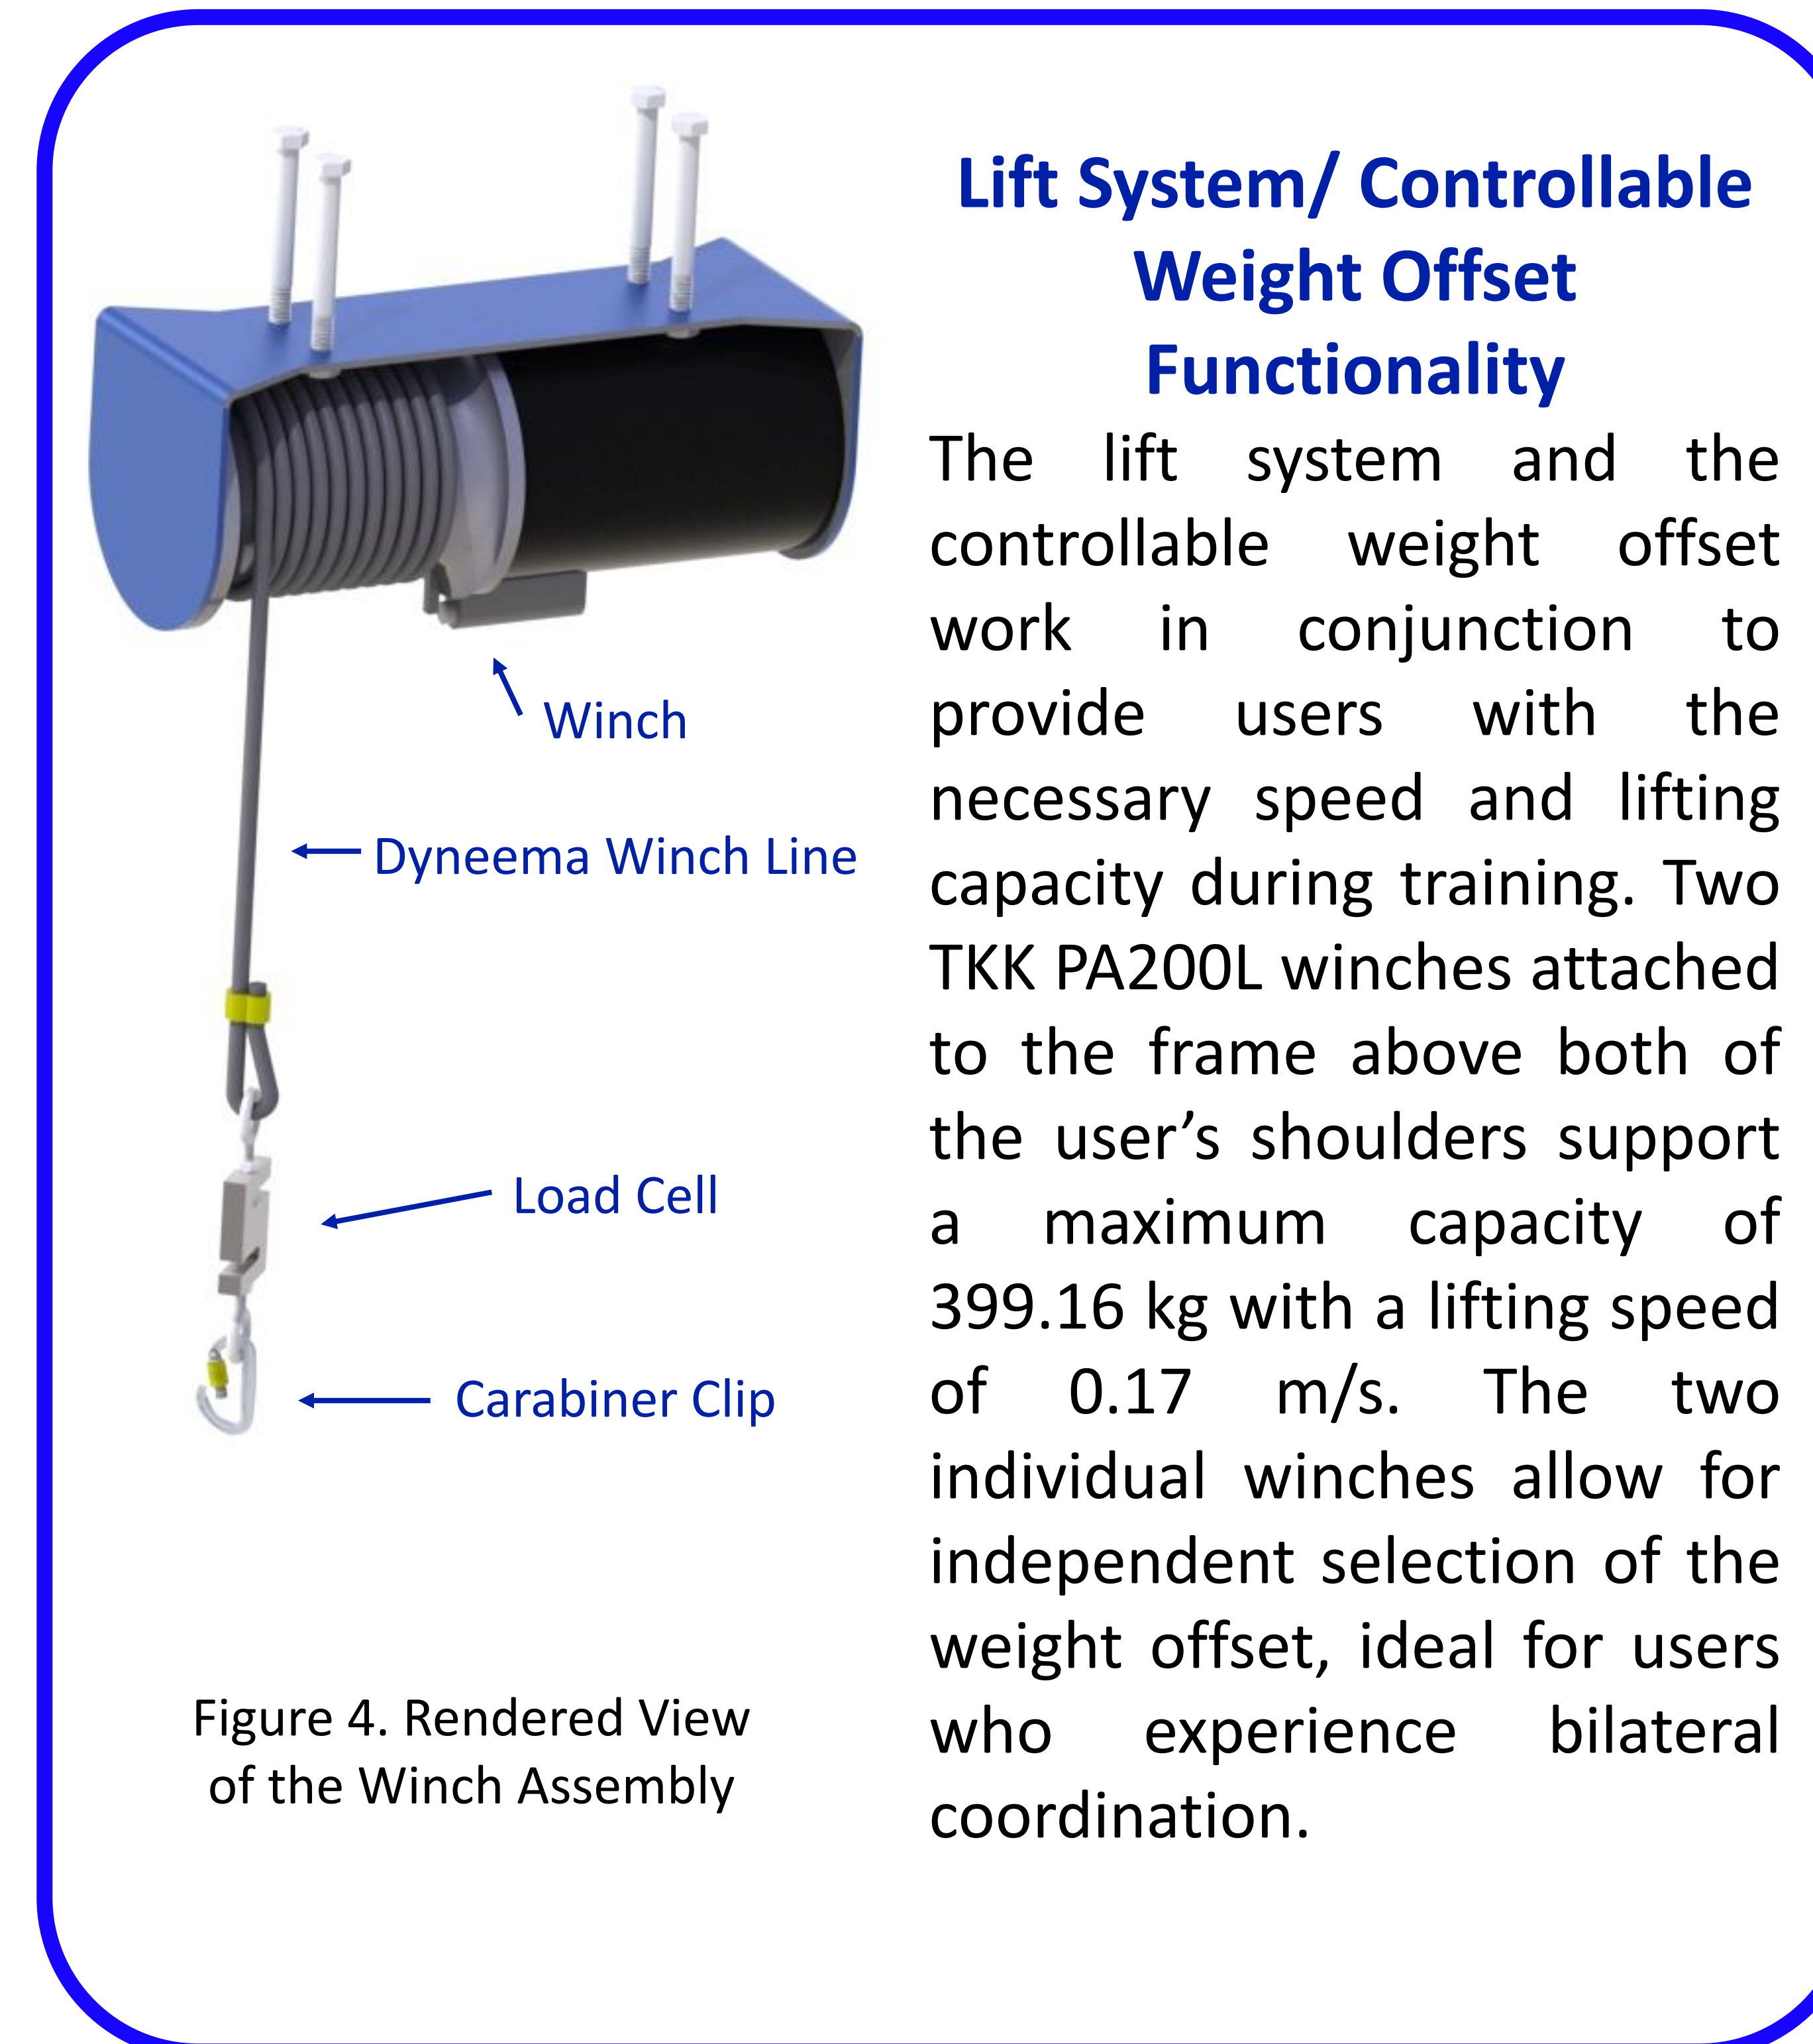 Winch
Dyneema Winch Line
Load Cell
Carabiner Clip
Figure 4. Rendered View
of the Winch Assembly
Lift System/ Controllable
Weight Offset
Functionality
The lift system and the
controllable weight offset
work in conjunction to
provide users with the
necessary speed and lifting
capacity during training. Two
TKK PA200L winches attached
to the frame above both of
the user’s shoulders support
a maximum capacity of
399.16 kg with a lifting speed
of 0.17 m/s. The two
individual winches allow for
independent selection of the
weight offset, ideal for users
who experience bilateral
coordination.